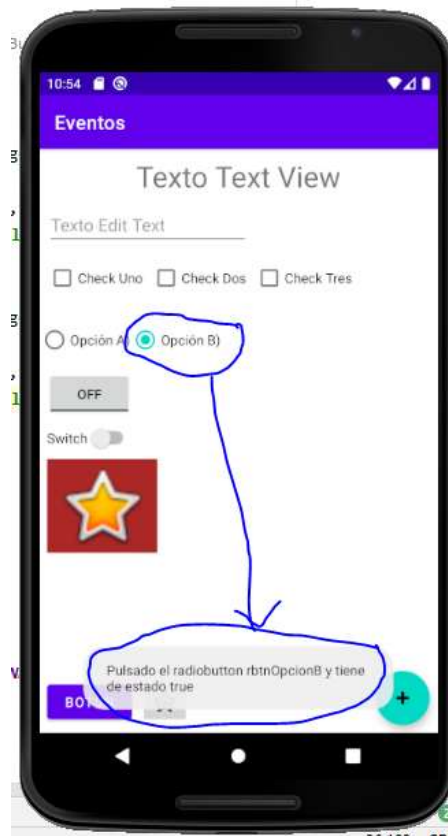 10:54
Eventos
Texto Text View
Texto Edit Text
Check Uno Check Dos Check Tres
Opción A) Opción B)
OFF
Switch
Pulsado el radiobutton rbtnOpcionB y tiene
de estado true
+